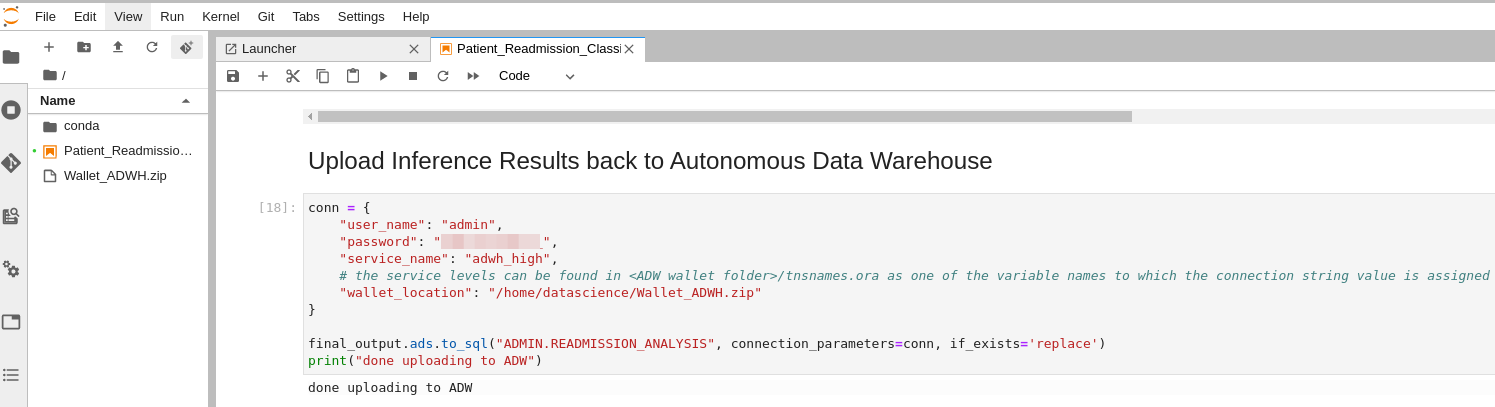 File Edit View Run Kernel Git Tabs Settings Help
Launcher
Patient_Readmission_Classi
/
Code
Name
conda
Patient_Readmissio…
Wallet_ADWH.zip
Upload Inference Results back to Autonomous Data Warehouse
[18]:
conn = {
    "user_name": "admin",
    "password": "",
    "service_name": "adwh_high",
    # the service levels can be found in <ADW wallet folder>/tnsnames.ora as one of the variable names to which the connection string value is assigned
    "wallet_location": "/home/datascience/Wallet_ADWH.zip"
}
final_output.ads.to_sql("ADMIN.READMISSION_ANALYSIS", connection_parameters=conn, if_exists='replace')
print("done uploading to ADW")
done uploading to ADW